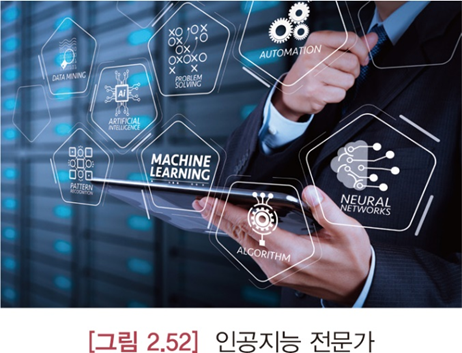 AUTOMATION
DATA MINING
PROBLEM
SOLVING
AI
ARTIFICIAL
INTELLIGENCE
MACHINE
LEARNING
PATTERN
RECOGNITION
NEURAL
NETWORKS
ALGORITHM
[그림 2.52] 인공지능 전문가